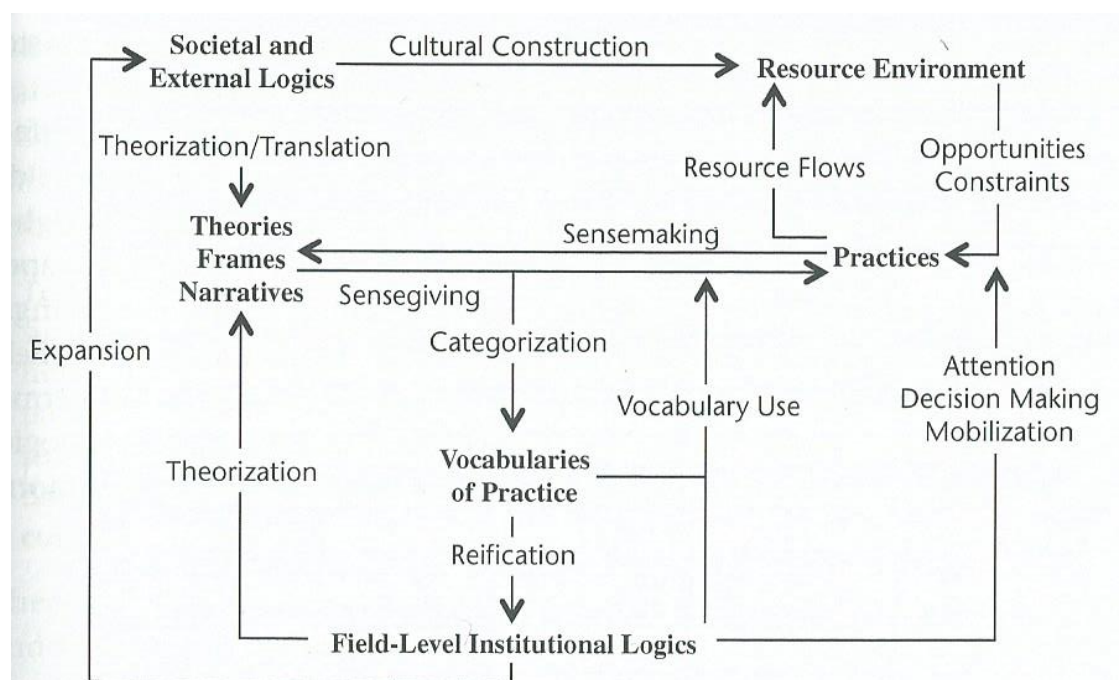 Societal and
External Logics
Cultural Construction
Resource Environment
Theorization/Translation
Resource Flows
Opportunities
Constraints
Theories
Frames
Narratives
Sensemaking
Practices
Sensegiving
Expansion
Categorization
Attention
Decision Making
Mobilization
Vocabulary Use
Theorization
Vocabularies
of Practice
Reification
Field-Level Institutional Logics